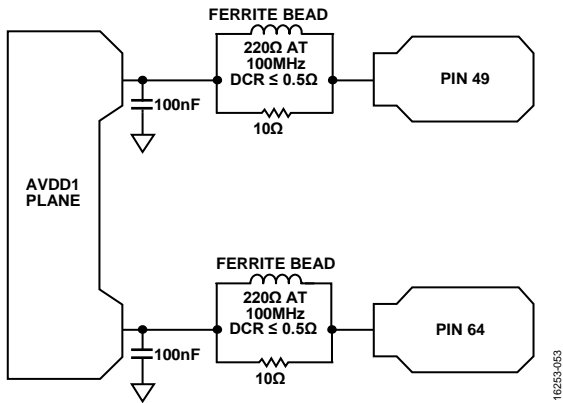 FERRITE BEAD
220Ω AT
100MHz
DCR ≤ 0.5Ω
PIN 49
100nF
10Ω
AVDD1
PLANE
FERRITE BEAD
220Ω AT
100MHz
DCR ≤ 0.5Ω
PIN 64
100nF
10Ω
16253-053